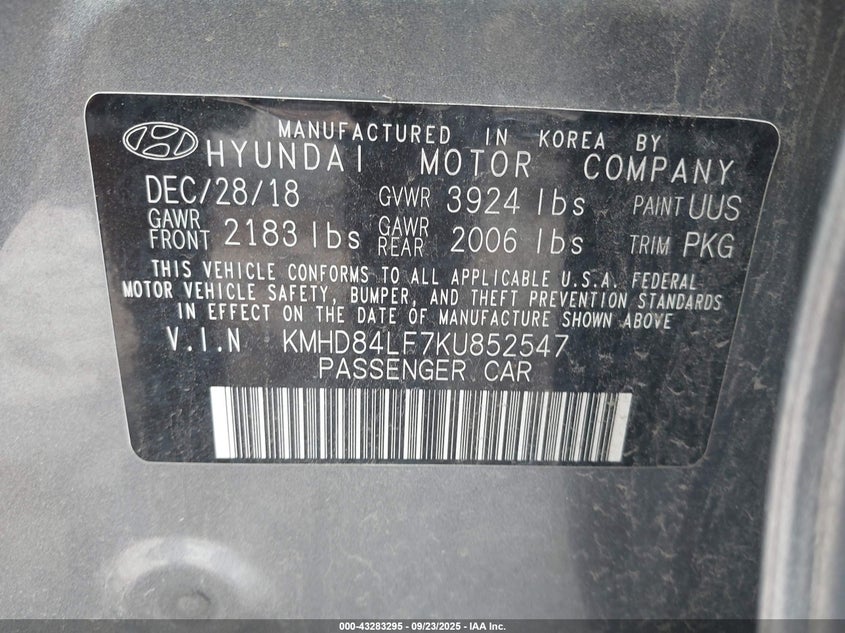 MANUFACTURED IN KOREA BY
HYUNDAI MOTOR COMPANY
DEC/28/18 GVWR 3924 lbs PAINT UUS
GAWR FRONT 2183 lbs GAWR REAR 2006 lbs TRIM PKG
THIS VEHICLE CONFORMS TO ALL APPLICABLE U.S.A. FEDERAL
MOTOR VEHICLE SAFETY, BUMPER, AND THEFT PREVENTION STANDARDS
IN EFFECT ON THE DATE OF MANUFACTURE SHOWN ABOVE
V.I.N KMHD84LF7KU852547
PASSENGER CAR
000-43283295 - 09/23/2025 - IAA Inc.